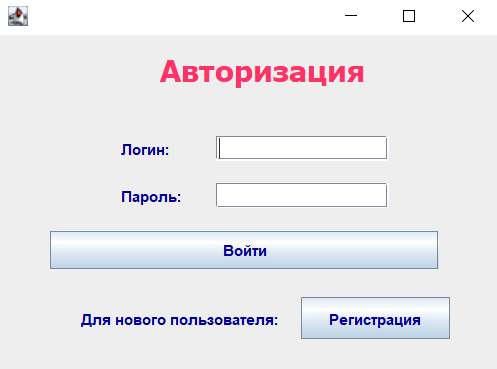 Авторизация
Логин:
Пароль:
Войти
Для нового пользователя: Регистрация